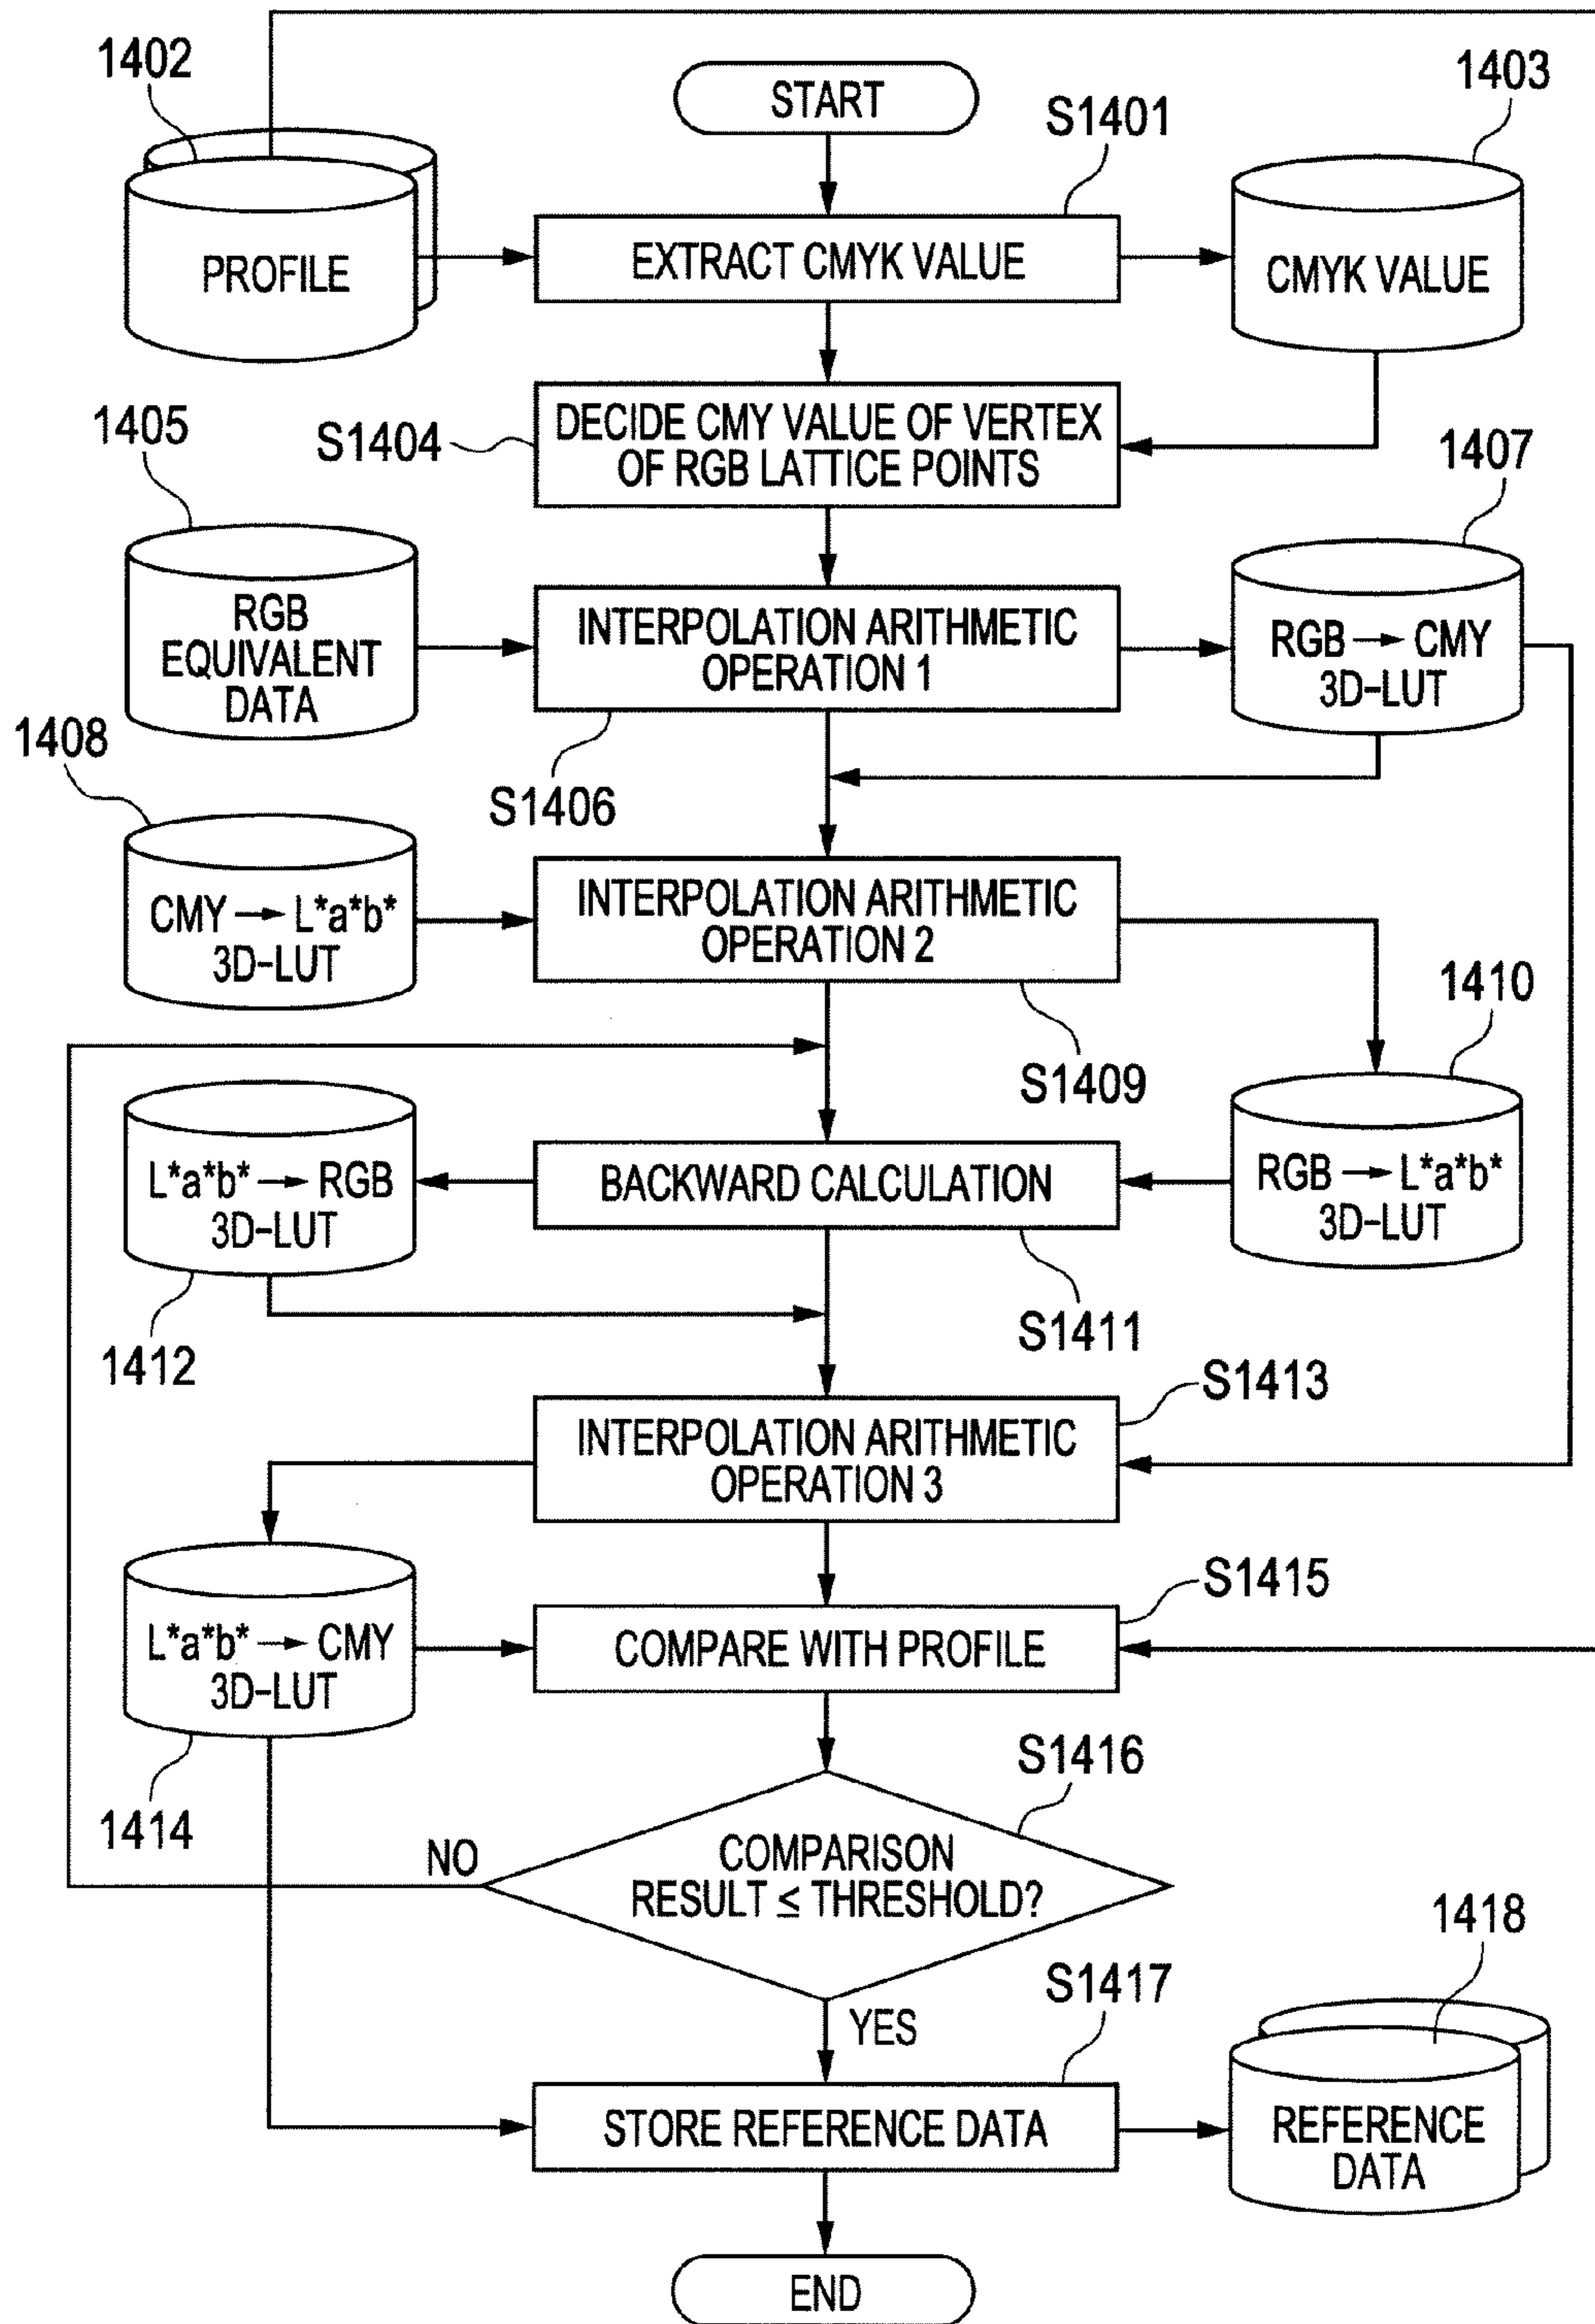 1402
START
1403
S1401
PROFILE
EXTRACT CMYK VALUE
CMYK VALUE
1405
S1404
DECIDE CMY VALUE OF VERTEX
OF RGB LATTICE POINTS
1407
RGB
EQUIVALENT
DATA
INTERPOLATION ARITHMETIC
OPERATION 1
RGB → CMY
3D-LUT
1408
S1406
CMY → L*a*b*
3D-LUT
INTERPOLATION ARITHMETIC
OPERATION 2
1410
S1409
L*a*b* → RGB
3D-LUT
BACKWARD CALCULATION
RGB → L*a*b*
3D-LUT
1412
S1411
S1413
INTERPOLATION ARITHMETIC
OPERATION 3
S1415
L*a*b* → CMY
3D-LUT
COMPARE WITH PROFILE
1414
S1416
NO
COMPARISON
RESULT ≤ THRESHOLD?
1418
S1417
YES
STORE REFERENCE DATA
REFERENCE
DATA
END